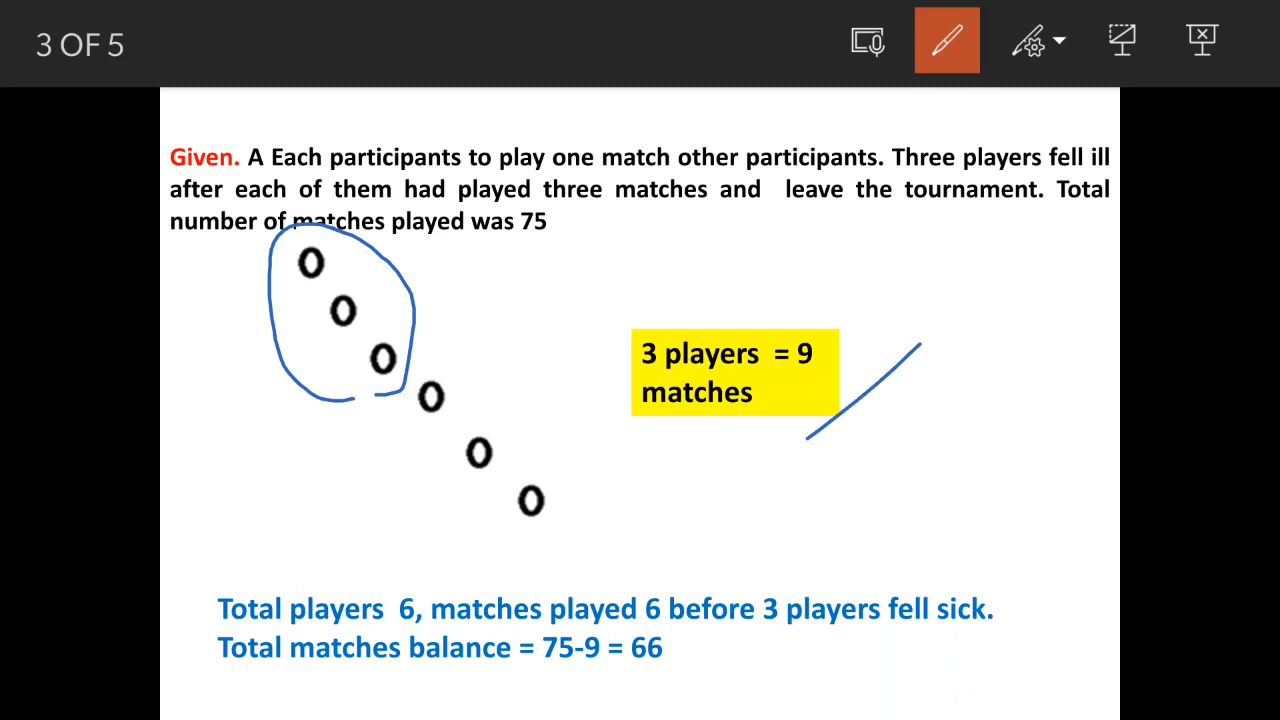 3 OF 5
Given. A Each participants to play one match other participants. Three players fell ill
after each of them had played three matches and leave the tournament. Total
number of matches played was 75
3 players = 9
matches
Total players 6, matches played 6 before 3 players fell sick.
Total matches balance = 75-9 = 66